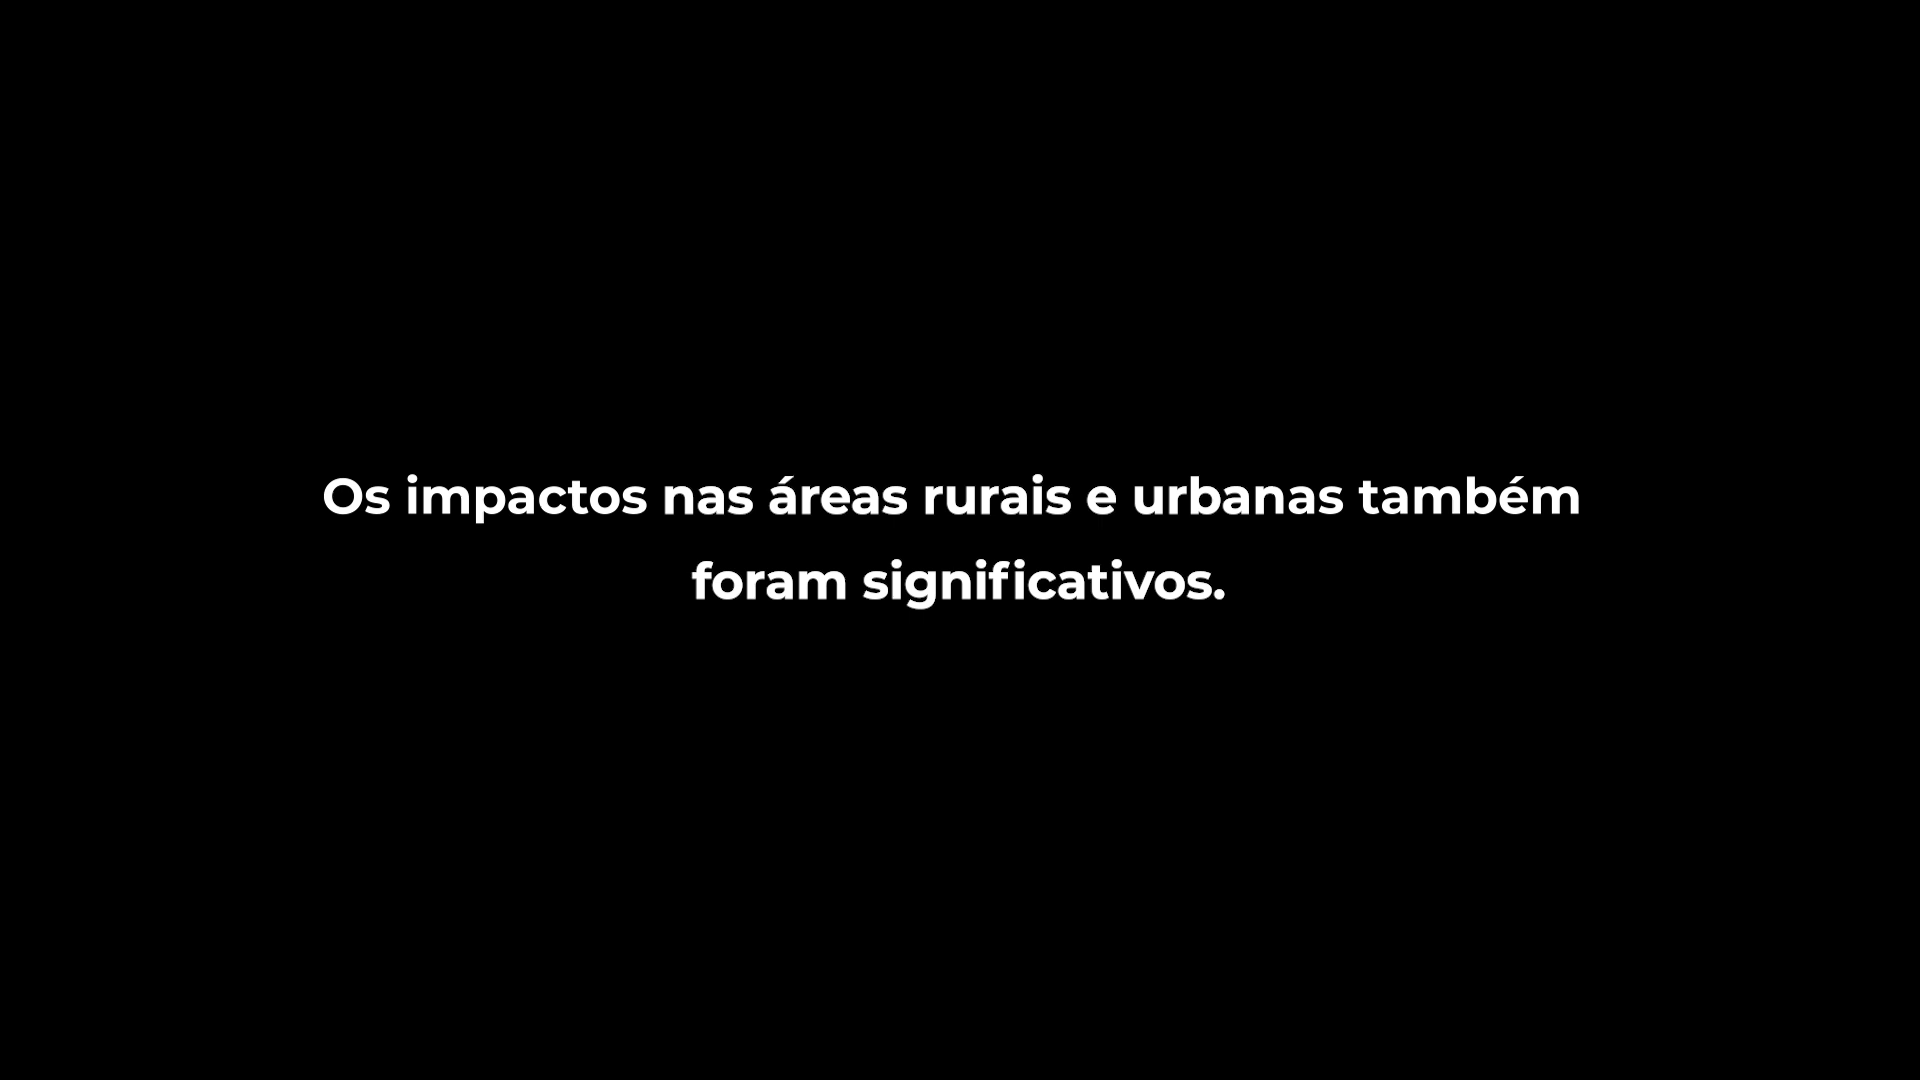 Os impactos nas áreas rurais e urbanas também
foram significativos.